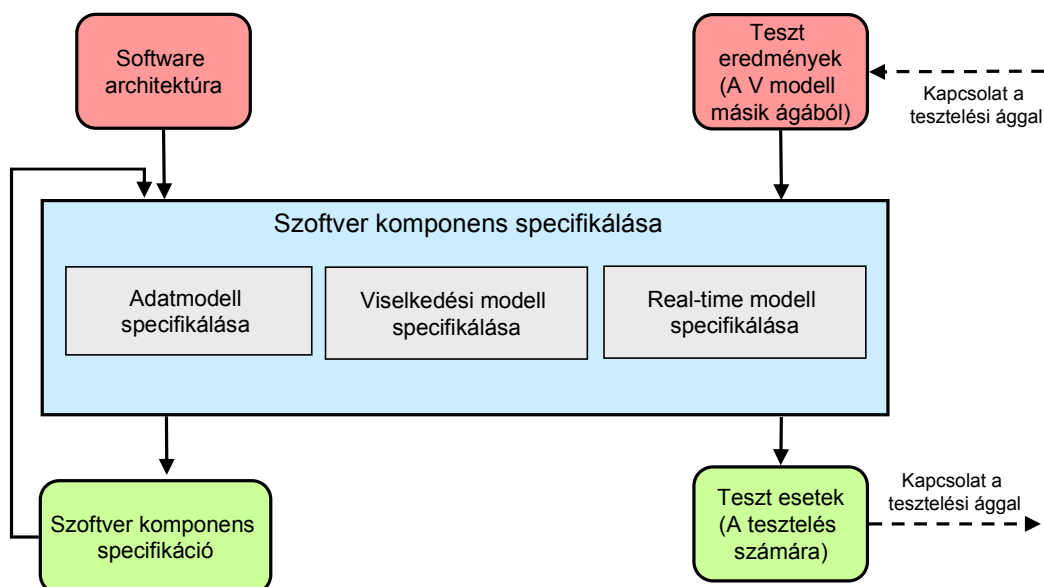 Software
architektúra
Teszt
eredmények
(A V modell
másik ágából)
Kapcsolat a
tesztelési ággal
Szoftver komponens specifikálása
Adatmodell
specifikálása
Viselkedési modell
specifikálása
Real-time modell
specifikálása
Szoftver komponens
specifikáció
Teszt esetek
(A tesztelés
számára)
Kapcsolat a
tesztelési ággal